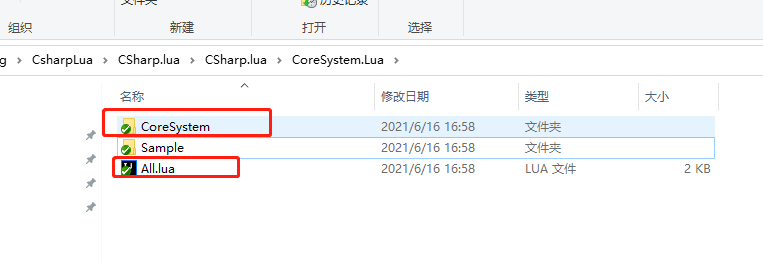 文件夹
历史记录
组织
新建
打开
选择
CsharpLua > CSharp.lua > CSharp.lua > CoreSystem.Lua >
名称 修改日期 类型 大小
CoreSystem 2021/6/16 16:58 文件夹
Sample 2021/6/16 16:58 文件夹
All.lua 2021/6/16 16:58 LUA 文件 2 KB